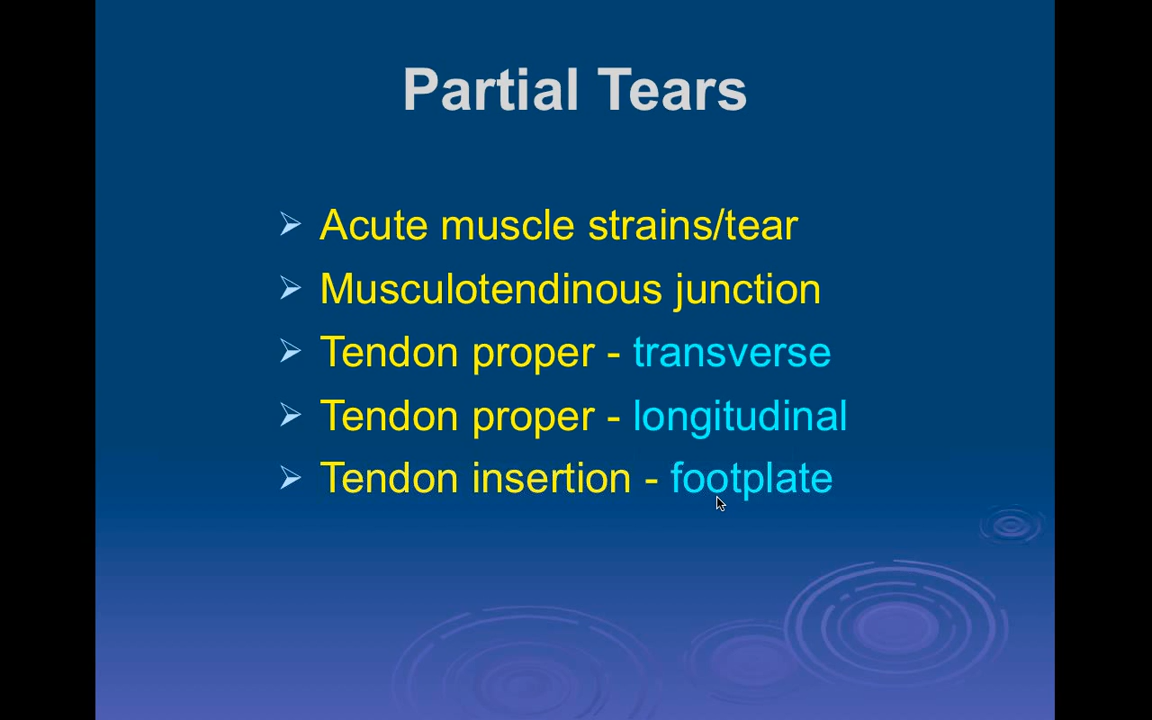 Partial Tears
Acute muscle strains/tear
Musculotendinous junction
Tendon proper - transverse
Tendon proper - longitudinal
Tendon insertion - footplate